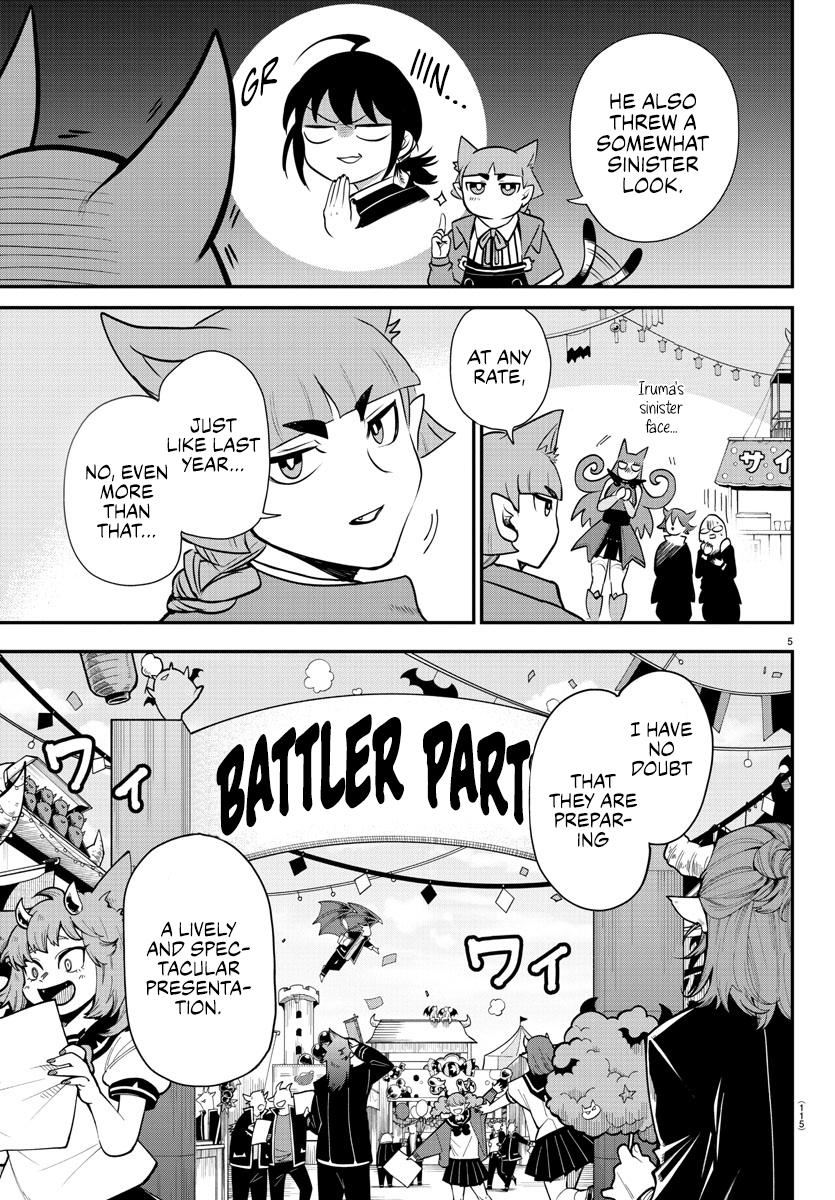 HE ALSO
THREW A
SOMEWHAT
SINISTER
LOOK.
GR
IIIN...
AT ANY
RATE,
Iruma's
sinister
face...
サイ
JUST
LIKE LAST
YEAR...
NO, EVEN
MORE
THAN
THAT...
5
I HAVE
NO
DOUBT
THAT
THEY ARE
PREPAR-
ING
BATTLER PART
ワイ
A LIVELY
AND SPEC-
TACULAR
PRESENTA-
TION.
ワイ
(115)